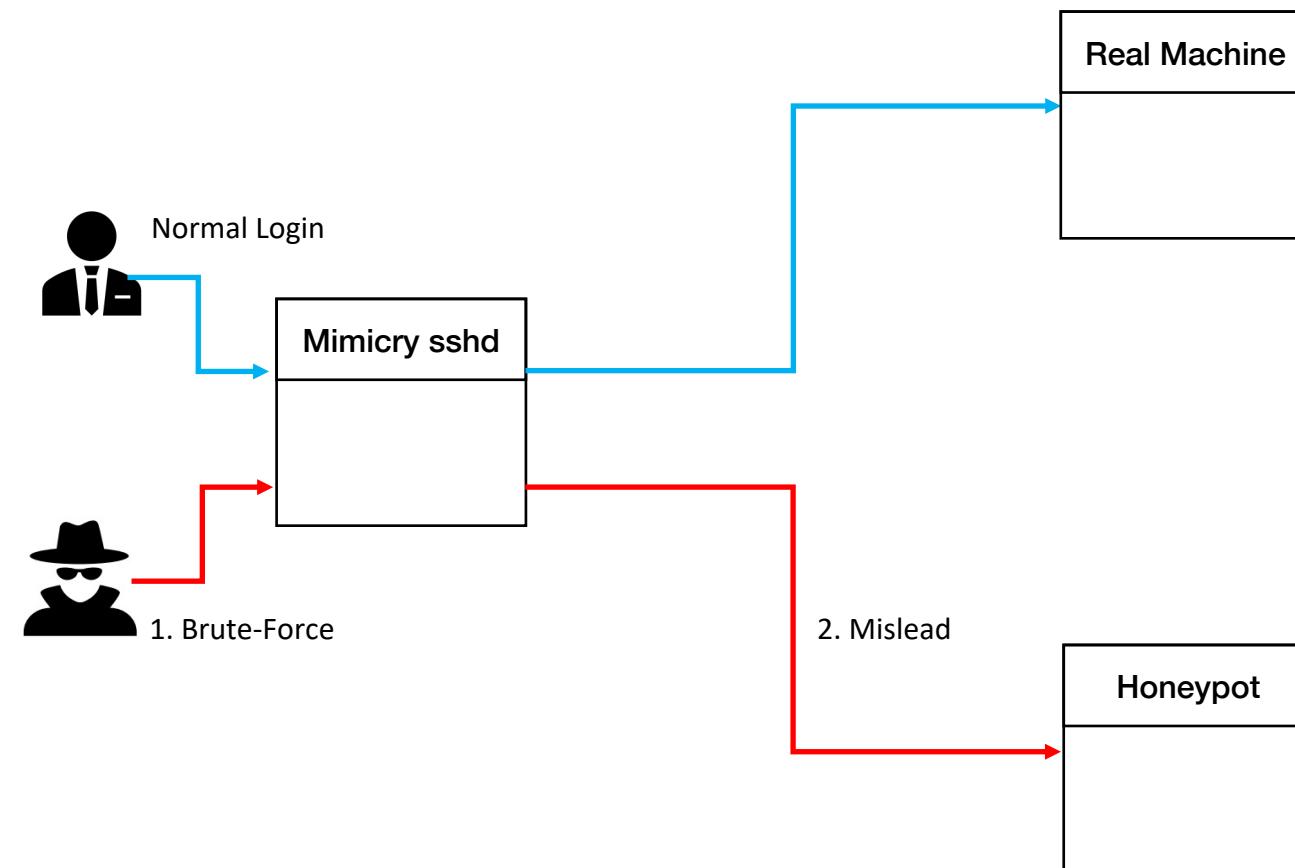 Real Machine
Normal Login
Mimicry sshd
1. Brute-Force
2. Mislead
Honeypot